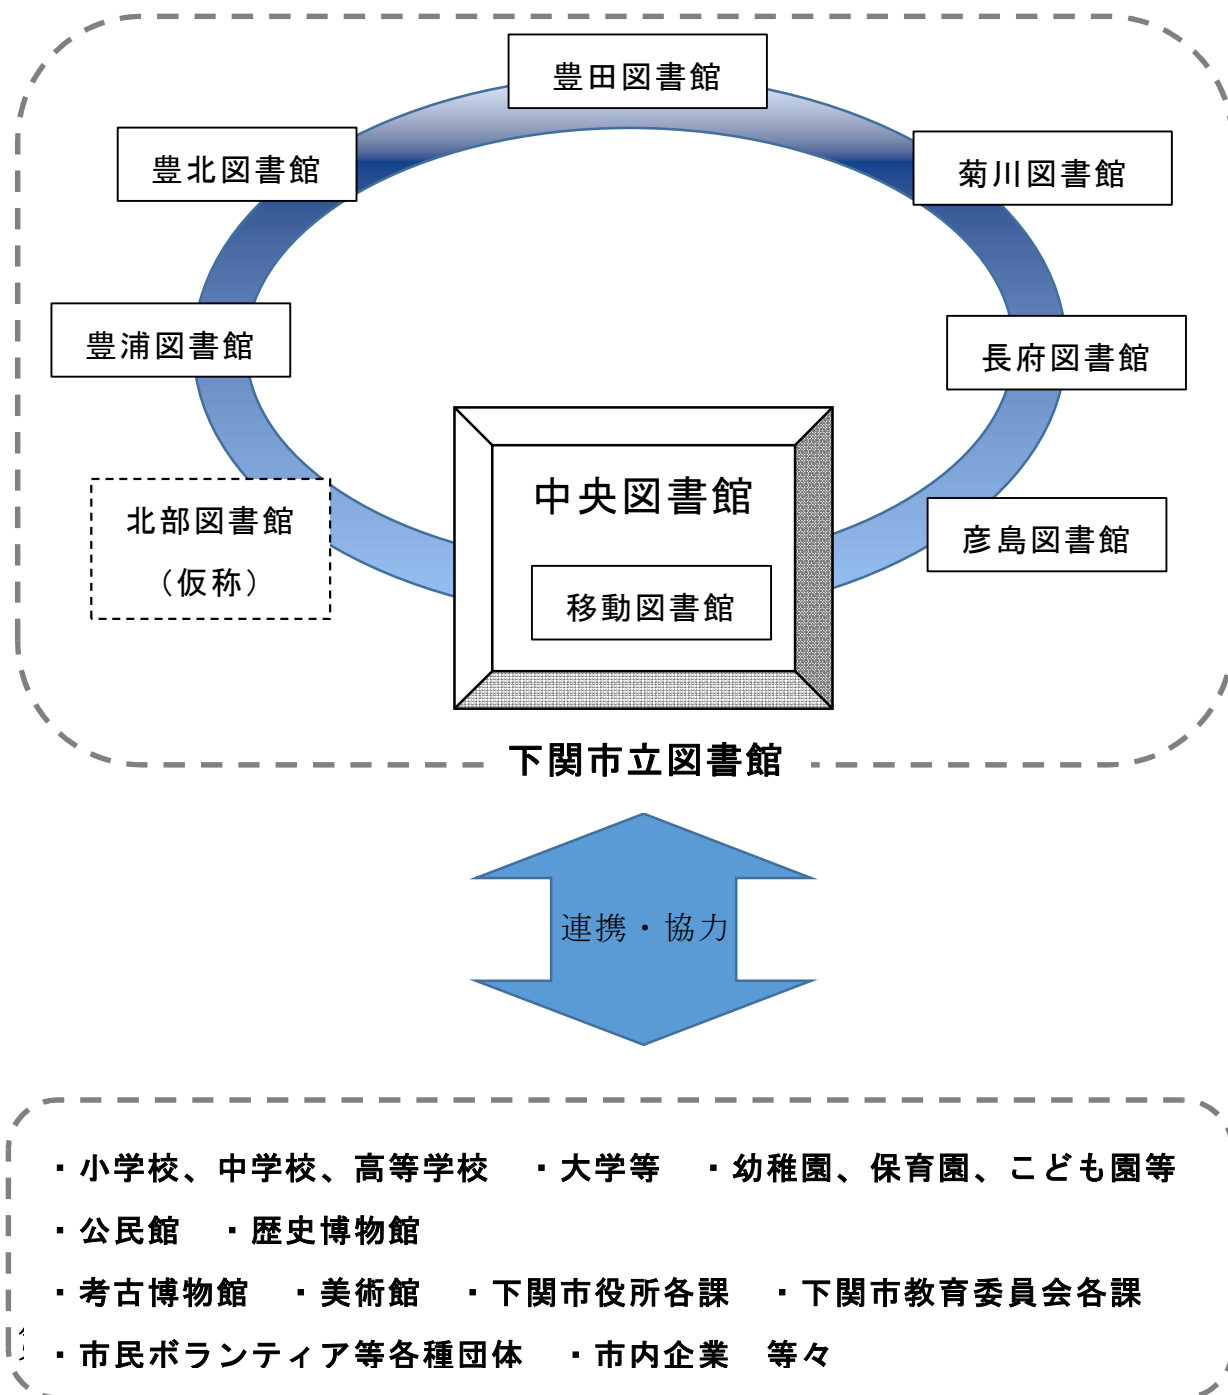 豊田図書館
豊北図書館
菊川図書館
豊浦図書館
長府図書館
中央図書館
北部図書館
（仮称）
彦島図書館
移動図書館
下関市立図書館
連携・協力
・小学校、中学校、高等学校　・大学等　・幼稚園、保育園、こども園等
・公民館　・歴史博物館
・考古博物館　・美術館　・下関市役所各課　・下関市教育委員会各課
・市民ボランティア等各種団体　・市内企業　等々